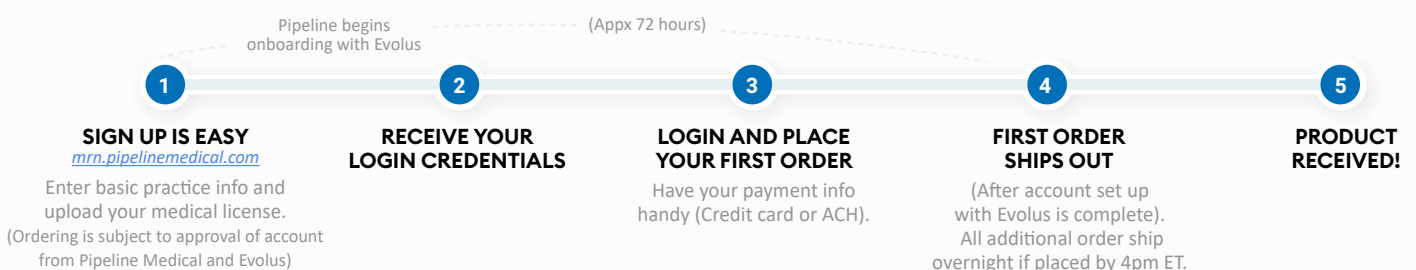 Pipeline begins
onboarding with Evolus
(Appx 72 hours)
1
SIGN UP IS EASY
mrn.pipelinemedical.com
Enter basic practice info and
upload your medical license.
(Ordering is subject to approval of account
from Pipeline Medical and Evolus)
2
RECEIVE YOUR
LOGIN CREDENTIALS
3
LOGIN AND PLACE
YOUR FIRST ORDER
Have your payment info
handy (Credit card or ACH).
4
FIRST ORDER
SHIPS OUT
(After account set up
with Evolus is complete).
All additional order ship
overnight if placed by 4pm ET.
5
PRODUCT
RECEIVED!